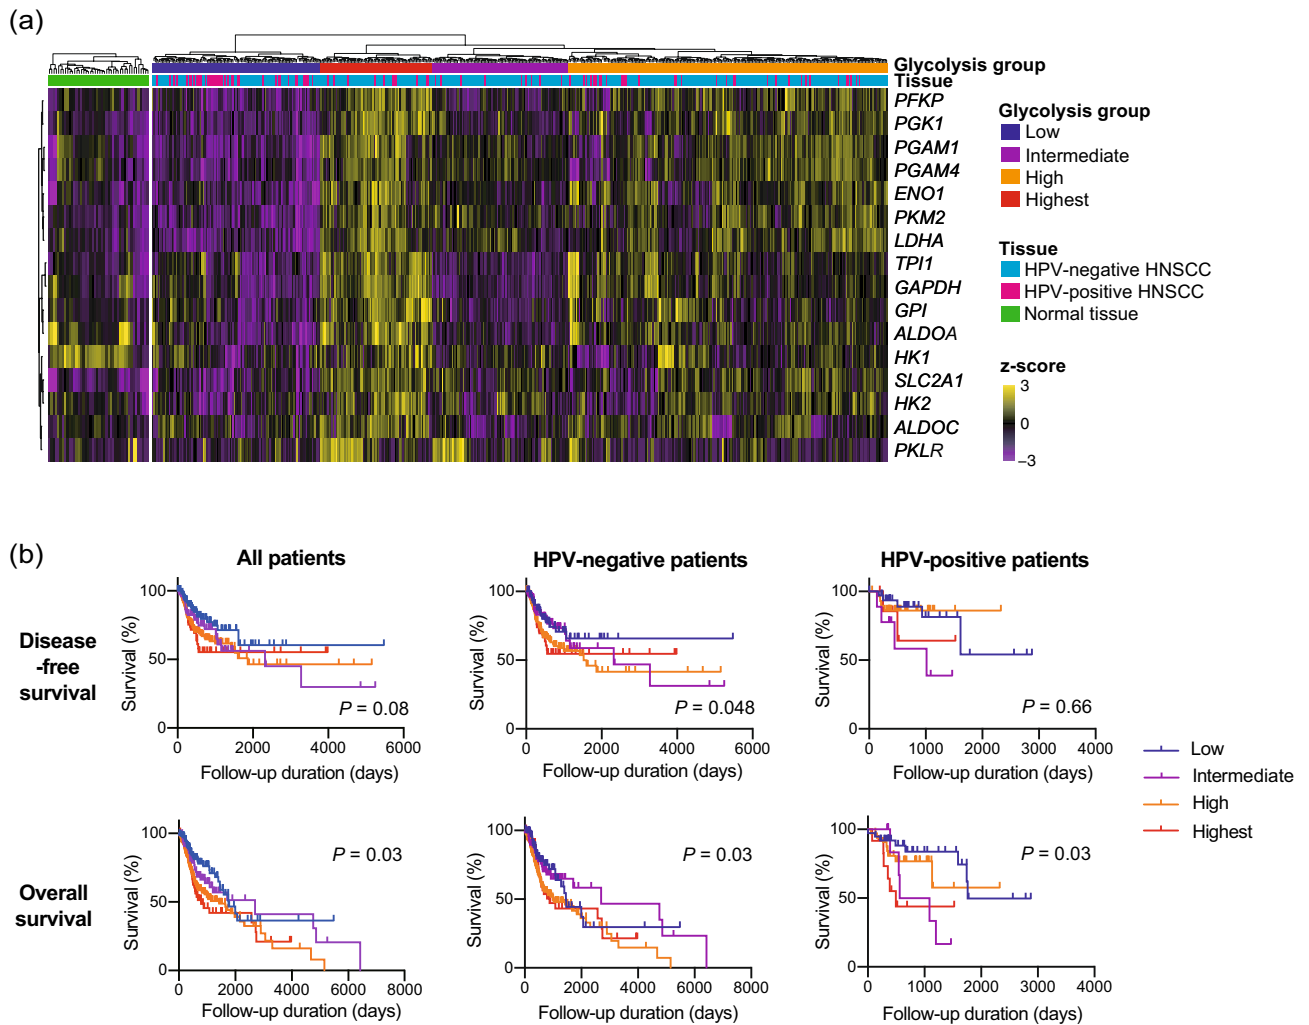 (a)
Glycolysis group
Tissue
PFKP
PGK1
PGAM1
PGAM4
ENO1
PKM2
LDHA
TPI1
GAPDH
GPI
ALDOA
HK1
SLC2A1
HK2
ALDOC
PKLR
Glycolysis group
Low
Intermediate
High
Highest
Tissue
HPV-negative HNSCC
HPV-positive HNSCC
Normal tissue
z-score
3
0
−3
(b)
All patients
HPV-negative patients
HPV-positive patients
Disease
-free
survival
Survival (%)
100
50
0
P = 0.08
0 2000 4000 6000
Follow-up duration (days)
Survival (%)
100
50
0
P = 0.048
0 2000 4000 6000
Follow-up duration (days)
Survival (%)
100
50
0
P = 0.66
0 1000 2000 3000 4000
Follow-up duration (days)
Low
Intermediate
High
Highest
Overall
survival
Survival (%)
100
50
0
P = 0.03
0 2000 4000 6000 8000
Follow-up duration (days)
Survival (%)
100
50
0
P = 0.03
0 2000 4000 6000 8000
Follow-up duration (days)
Survival (%)
100
50
0
P = 0.03
0 1000 2000 3000 4000
Follow-up duration (days)